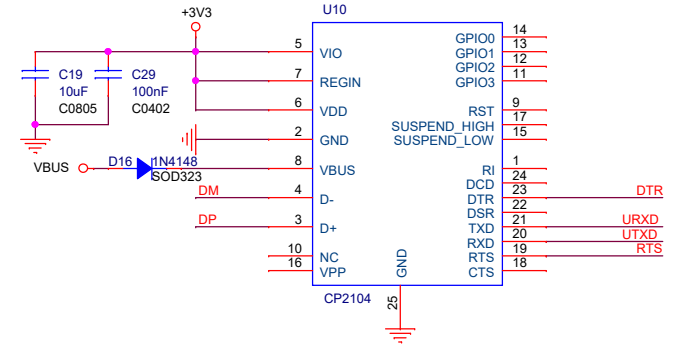 +3V3
U10
C19
10uF
C0805
C29
100nF
C0402
VBUS
D16
1N4148
SOD323
DM
DP
5
VIO
7
REGIN
6
VDD
2
GND
8
VBUS
4
D-
3
D+
10
NC
16
VPP
GPIO0
14
GPIO1
13
GPIO2
12
GPIO3
11
RST
9
SUSPEND_HIGH
17
SUSPEND_LOW
15
RI
1
DCD
24
DTR
23
DTR
DSR
22
TXD
21
URXD
RXD
20
UTXD
RTS
19
RTS
CTS
18
GND
25
CP2104